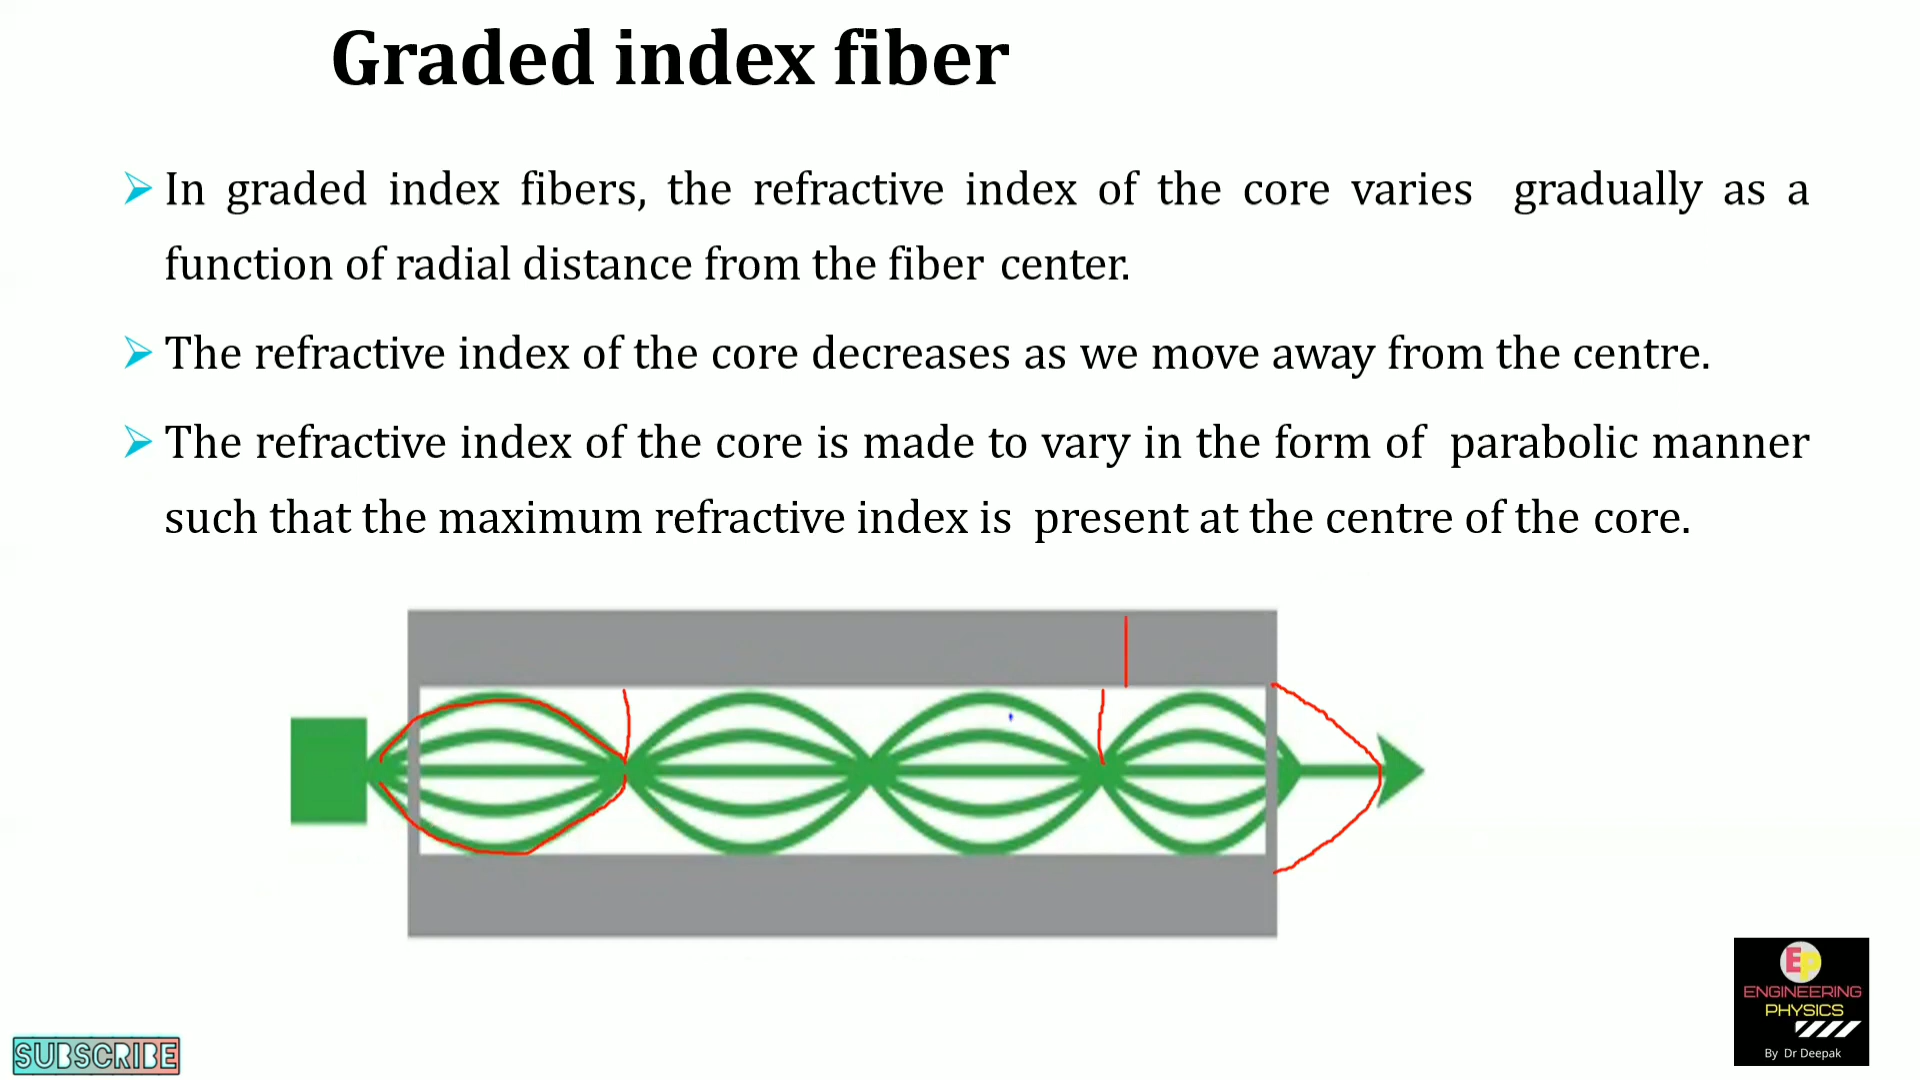 Graded index fiber
In graded index fibers, the refractive index of the core varies gradually as a
function of radial distance from the fiber center.
The refractive index of the core decreases as we move away from the centre.
The refractive index of the core is made to vary in the form of parabolic manner
such that the maximum refractive index is present at the centre of the core.
EP
ENGINEERING
PHYSICS
By Dr Deepak
SUBSCRIBE